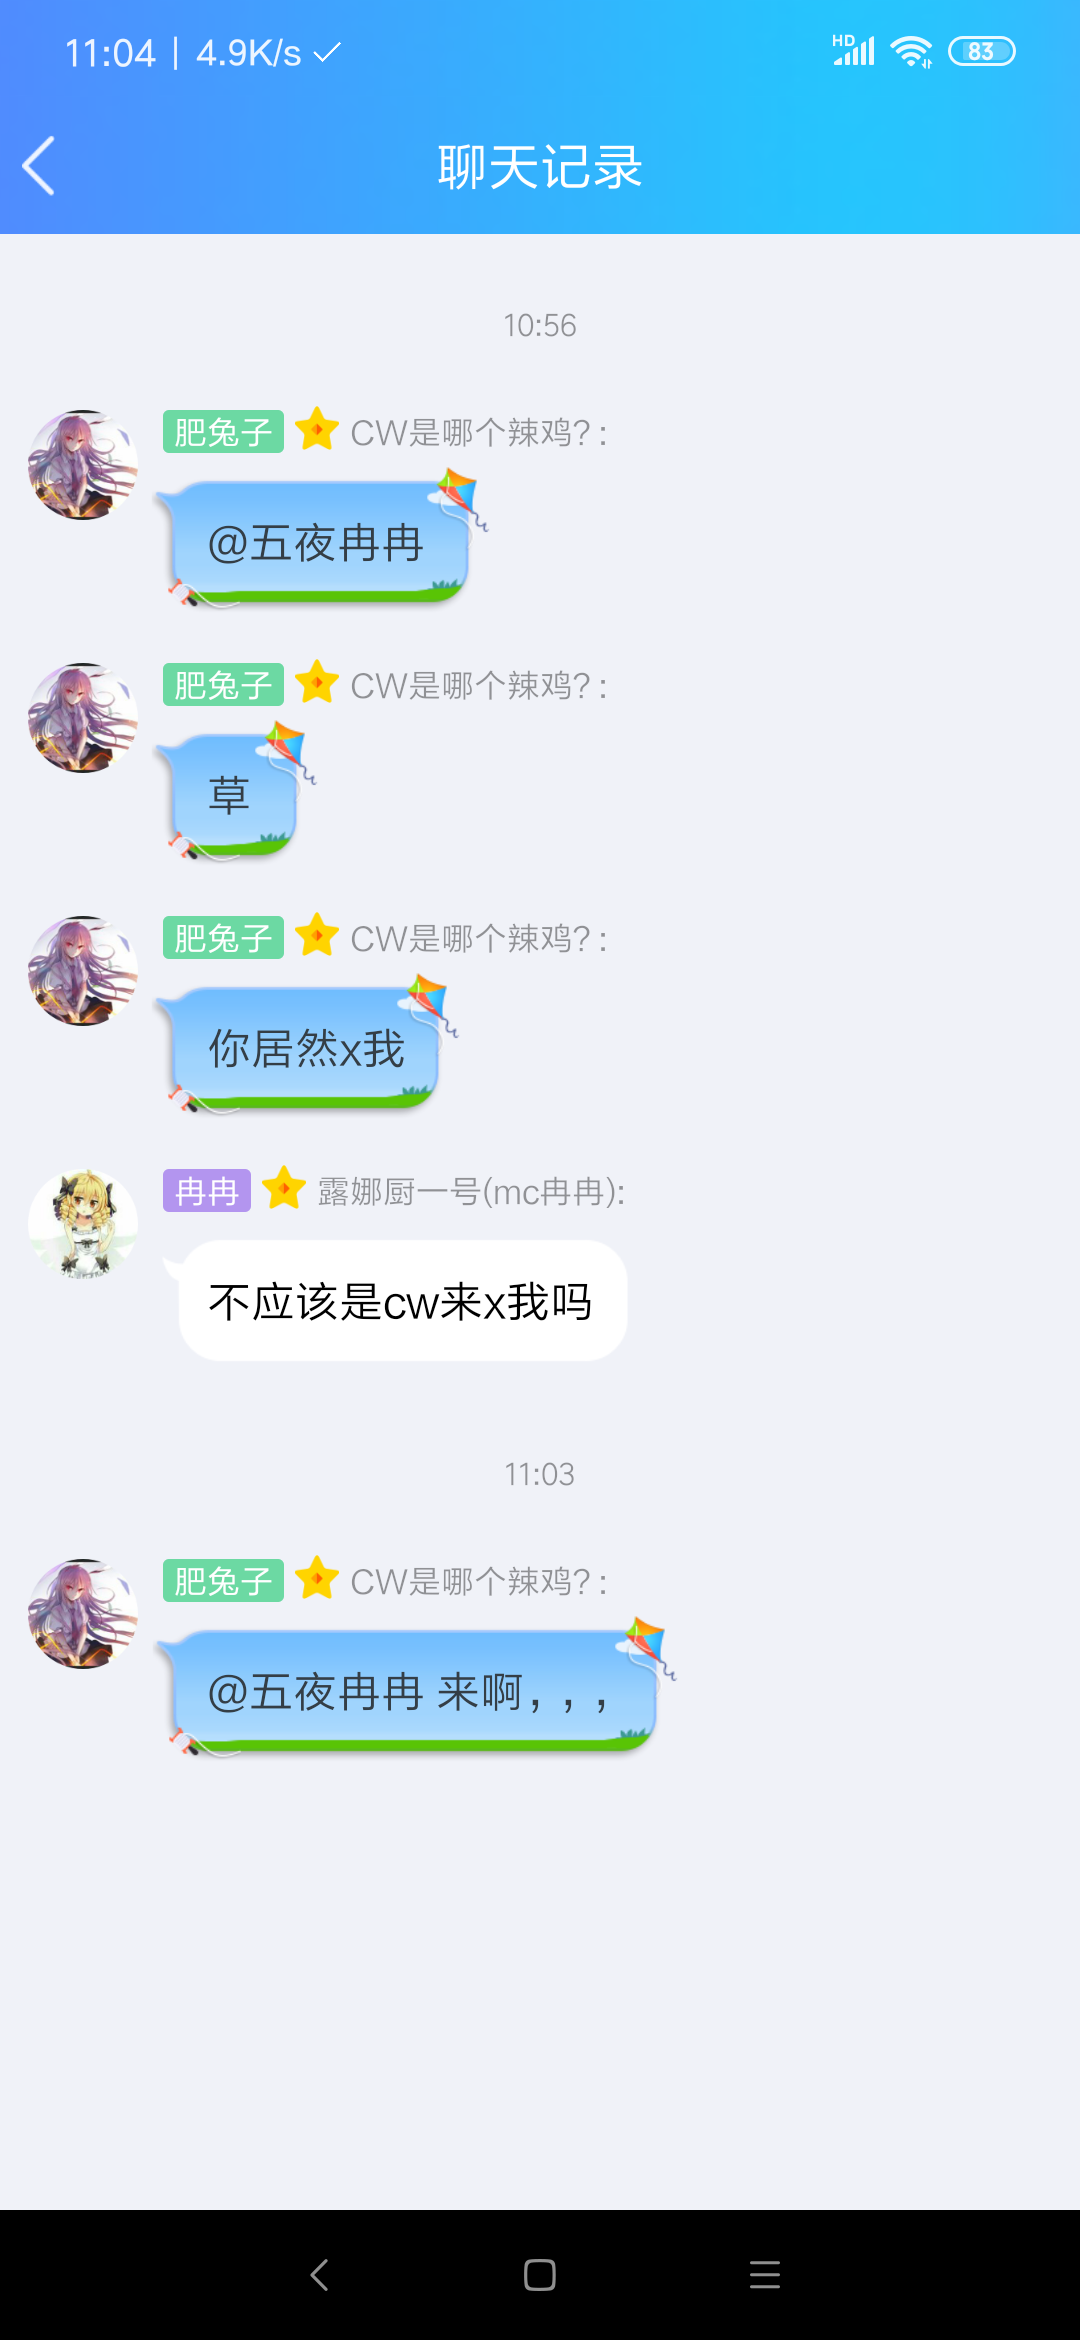 11:04 | 4.9K/s
HD 83
聊天记录
10:56
肥兔子 CW是哪个辣鸡? :
@五夜冉冉
肥兔子 CW是哪个辣鸡? :
草
肥兔子 CW是哪个辣鸡? :
你居然x我
冉冉 露娜厨一号(mc冉冉):
不应该是cw来x我吗
11:03
肥兔子 CW是哪个辣鸡? :
@五夜冉冉 来啊，，，